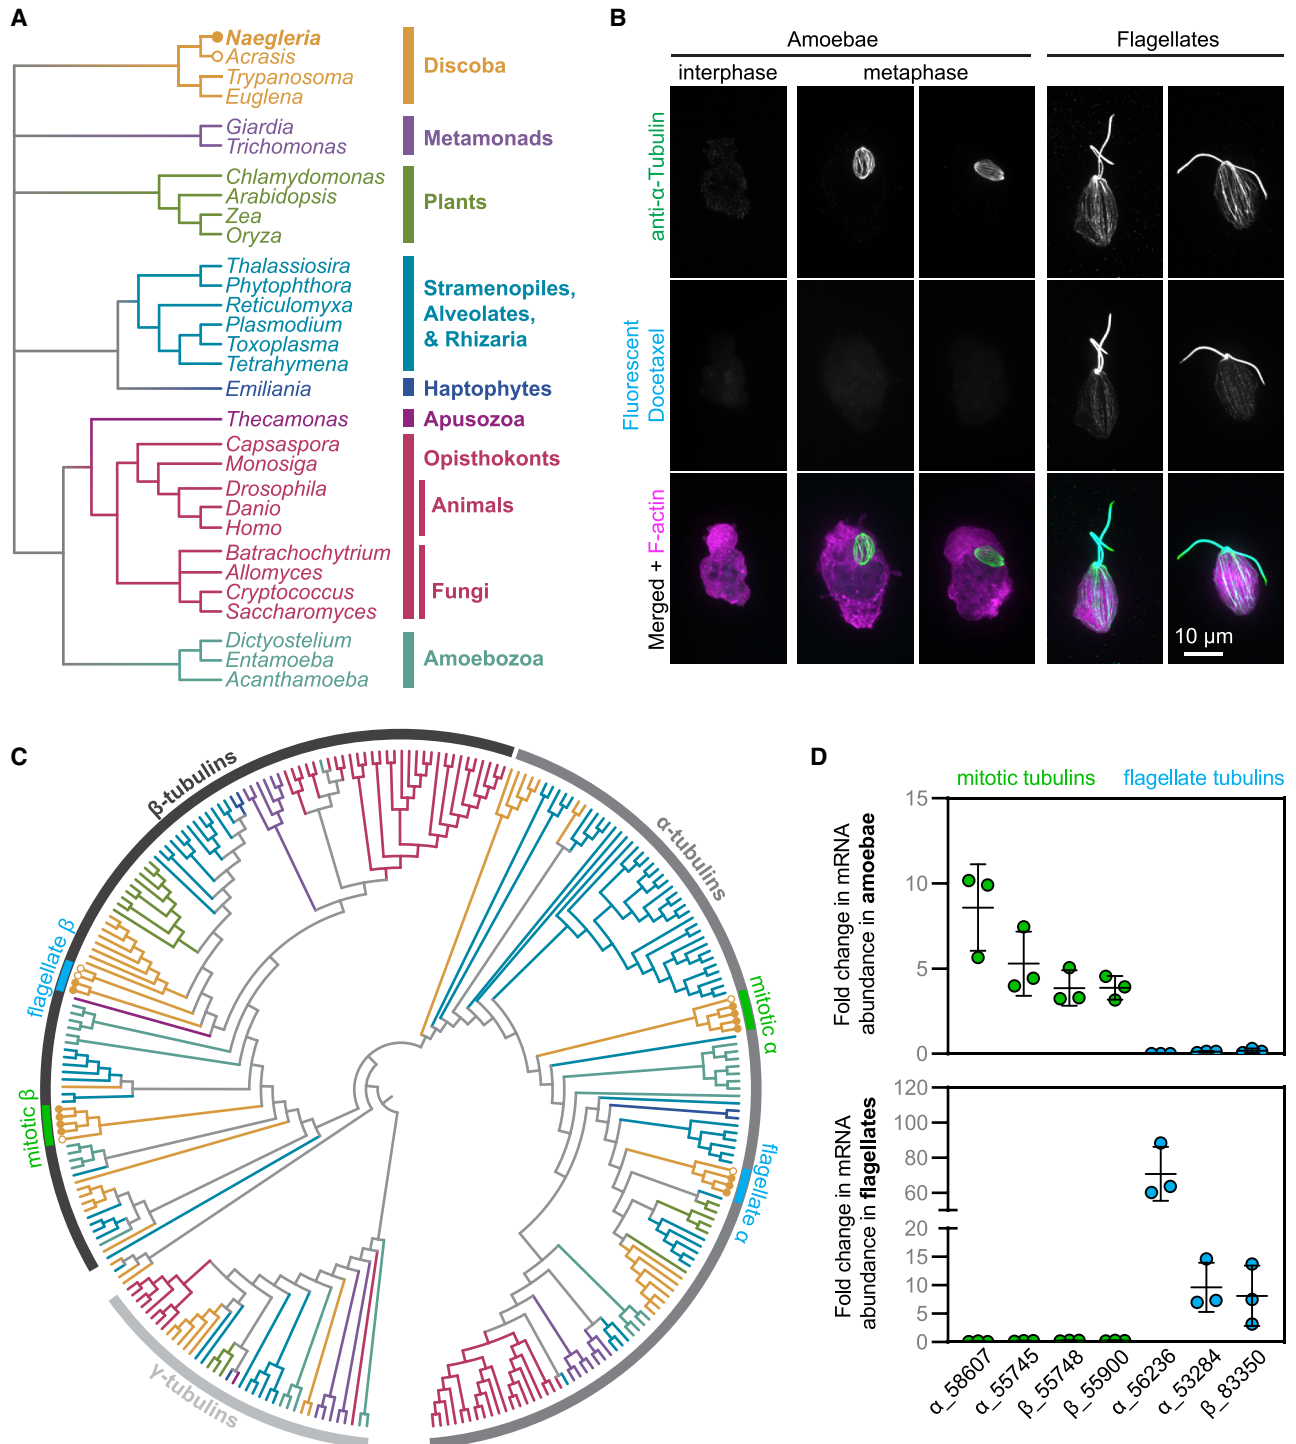 A
Naegleria
Acrasis
Trypanosoma
Euglena
Discoba
Giardia
Trichomonas
Metamonads
Chlamydomonas
Arabidopsis
Zea
Oryza
Plants
Thalassiosira
Phytophthora
Reticulomyxa
Plasmodium
Toxoplasma
Tetrahymena
Stramenopiles,
Alveolates,
& Rhizaria
Emiliania
Haptophytes
Thecamonas
Apusozoa
Capsaspora
Monosiga
Opisthokonts
Drosophila
Danio
Homo
Animals
Batrachochytrium
Allomyces
Cryptococcus
Saccharomyces
Fungi
Dictyostelium
Entamoeba
Acanthamoeba
Amoebozoa
B
Amoebae
Flagellates
interphase
metaphase
anti-α-Tubulin
Fluorescent
Docetaxel
Merged + F-actin
10 µm
C
β-tubulins
α-tubulins
γ-tubulins
flagellate β
mitotic β
mitotic α
flagellate α
D
mitotic tubulins
flagellate tubulins
Fold change in mRNA
abundance in amoebae
15
10
5
0
Fold change in mRNA
abundance in flagellates
120
100
80
60
20
15
10
5
0
α_58607
α_55745
β_55748
β_55900
α_56236
α_53284
β_83350